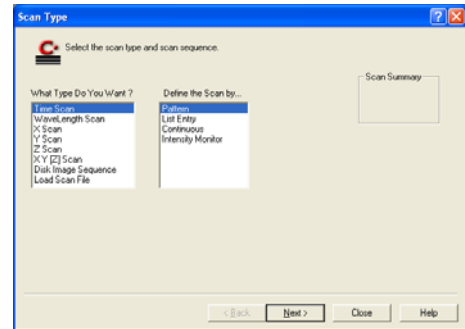 Scan Type
Select the scan type and scan sequence.
Scan Summary
What Type Do You Want ?
Define the Scan by...
Time Scan
WaveLength Scan
X Scan
Y Scan
Z Scan
X Y [Z] Scan
Disk Image Sequence
Load Scan File
Pattern
List Entry
Continuous
Intensity Monitor
< Back
Next >
Close
Help